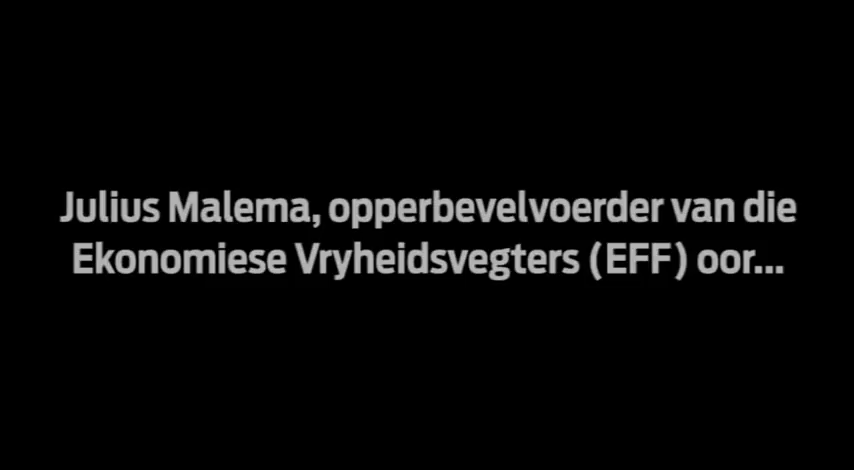 Julius Malema, opperbevelvoerder van die
Ekonomiese Vryheidsvegters (EFF) oor...